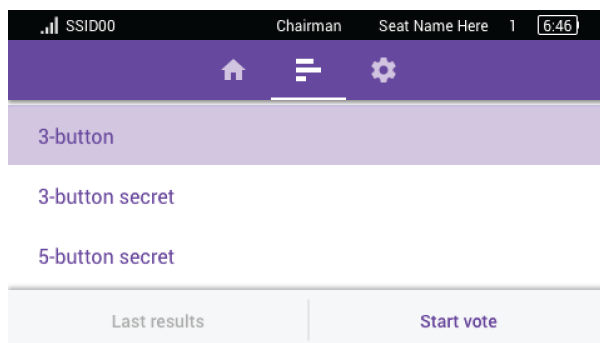 SSID00 Chairman Seat Name Here 1 6:46
3-button
3-button secret
5-button secret
Last results Start vote